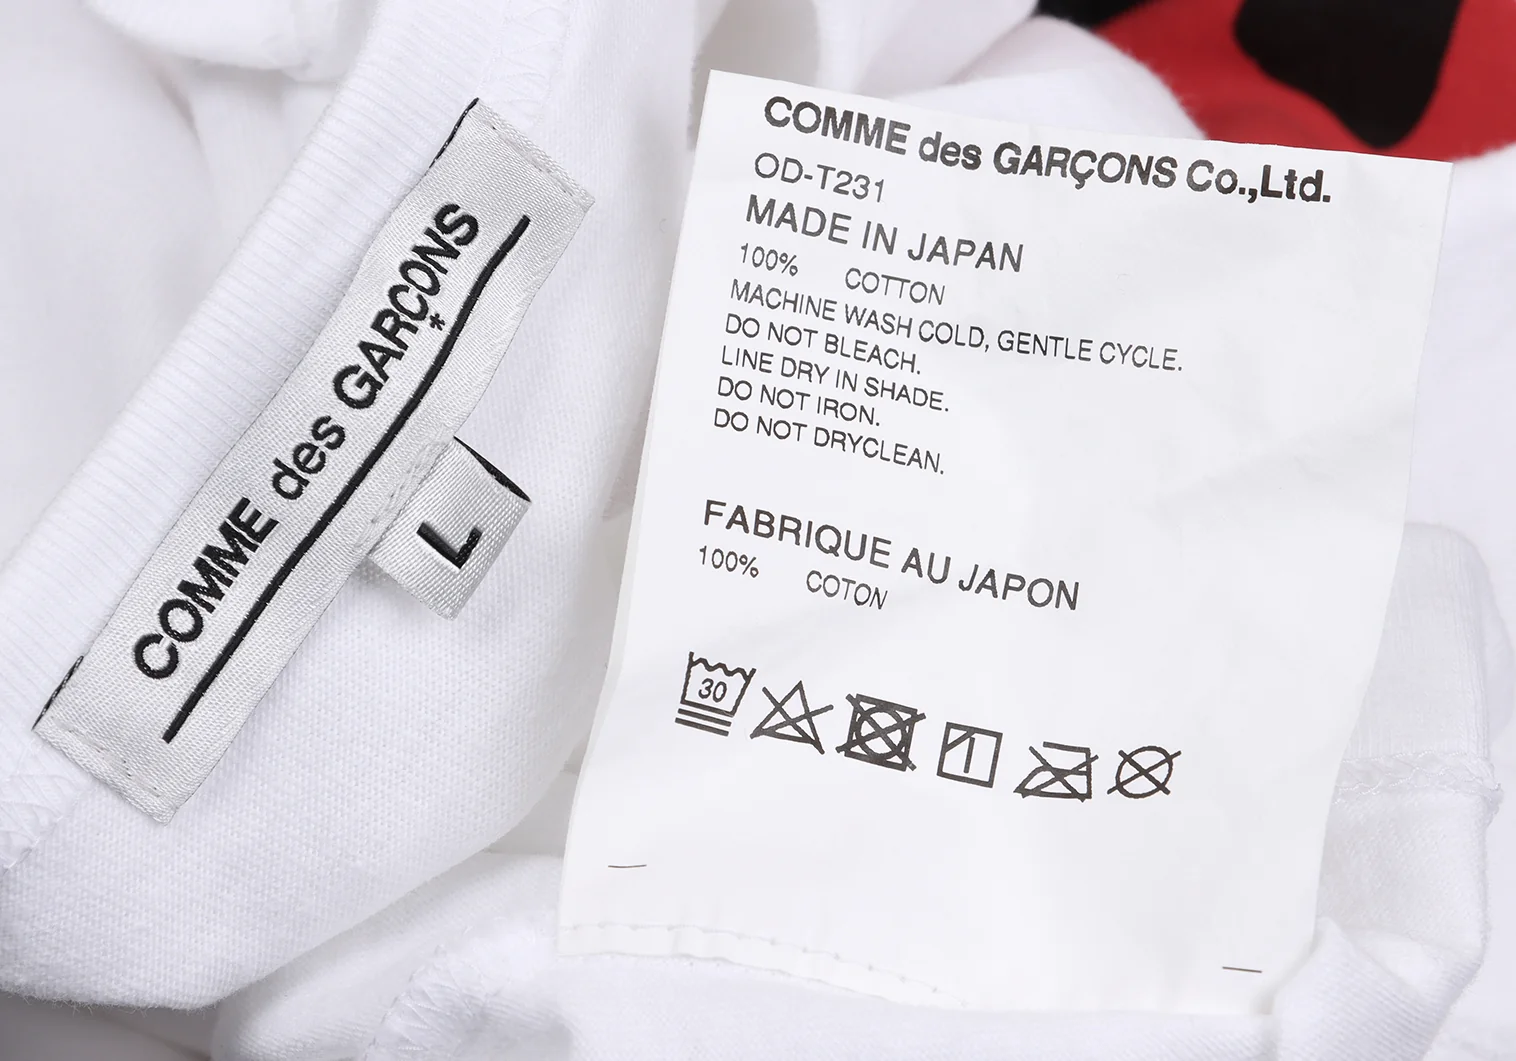 COMME des GARÇONS
L
COMME des GARÇONS Co.,Ltd.
OD-T231
MADE IN JAPAN
100% COTTON
MACHINE WASH COLD, GENTLE CYCLE.
DO NOT BLEACH.
LINE DRY IN SHADE.
DO NOT IRON.
DO NOT DRYCLEAN.
FABRIQUE AU JAPON
100% COTON
30